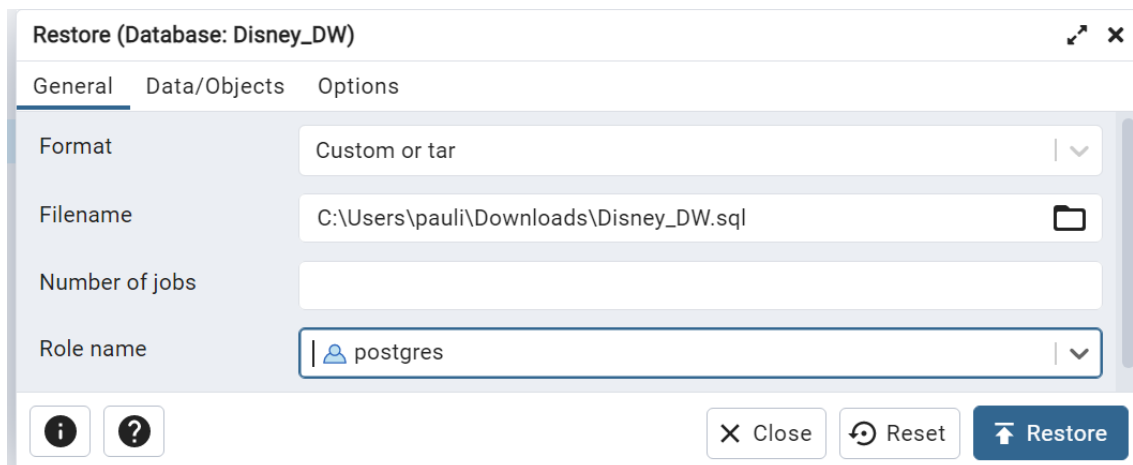 Restore (Database: Disney_DW)
General Data/Objects Options
Format Custom or tar
Filename C:\Users\pauli\Downloads\Disney_DW.sql
Number of jobs
Role name postgres
Close Reset Restore